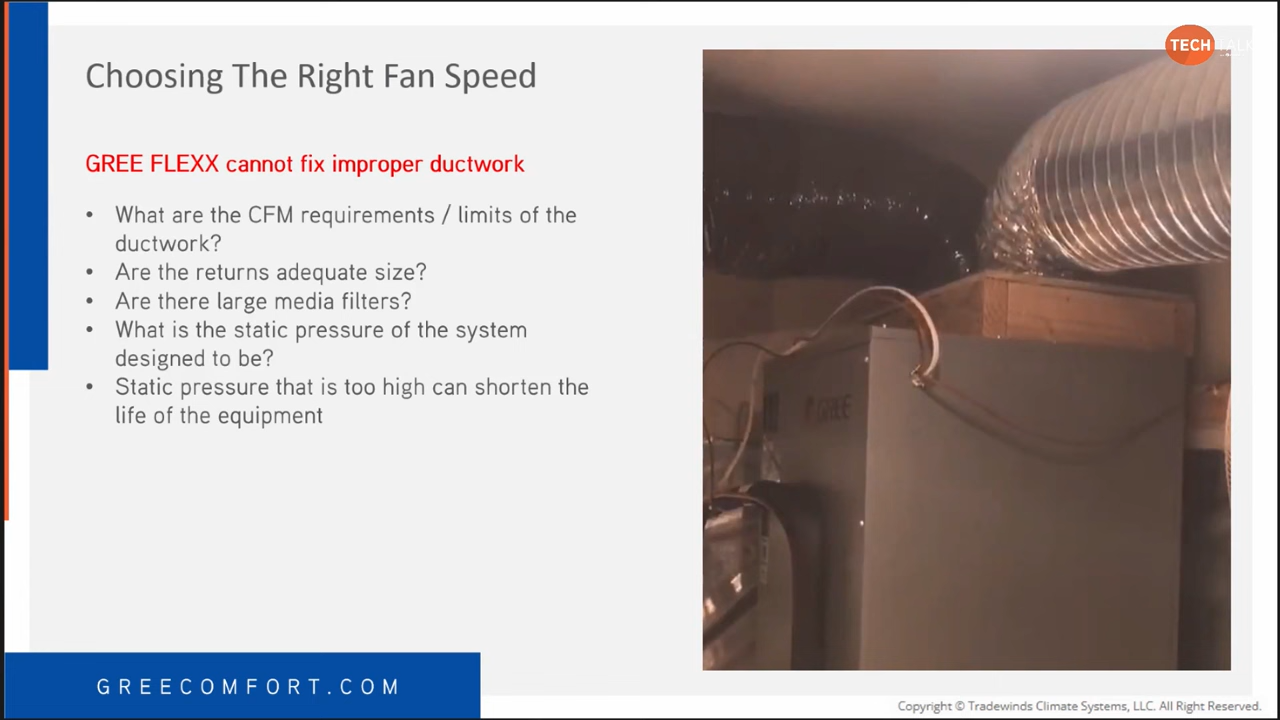 TECH TALK
Choosing The Right Fan Speed
GREE FLEXX cannot fix improper ductwork
• What are the CFM requirements / limits of the
ductwork?
• Are the returns adequate size?
• Are there large media filters?
• What is the static pressure of the system
designed to be?
• Static pressure that is too high can shorten the
life of the equipment
GREE
GREECOMFORT.COM
Copyright © Tradewinds Climate Systems, LLC. All Right Reserved.